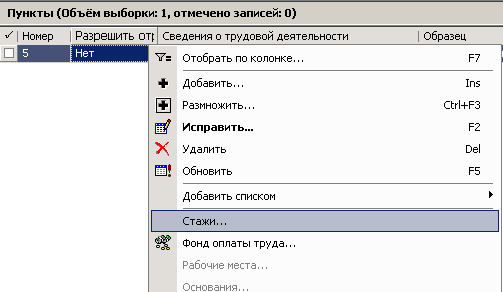 Пункты (Объём выборки: 1, отмечено записей: 0)
Номер Разрешить отр Сведения о трудовой деятельности Образец
5 Нет
Отобрать по колонке... F7
Добавить... Ins
Размножить... Ctrl+F3
Исправить... F2
Удалить Del
Обновить F5
Добавить списком
Стажи...
Фонд оплаты труда...
Рабочие места...
Основания...